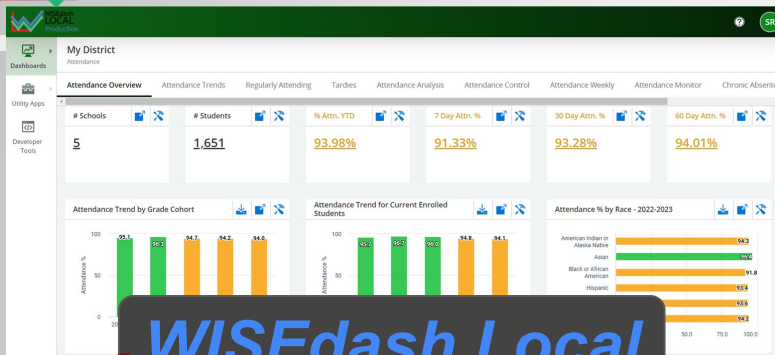 WISEdash
LOCAL
Production
SR
Dashboards
Utility Apps
Developer
Tools
My District
Attendance
Attendance Overview Attendance Trends Regularly Attending Tardies Attendance Analysis Attendance Control Attendance Weekly Attendance Monitor Chronic Absente
# Schools # Students % Attn. YTD 7 Day Attn. % 30 Day Attn. % 60 Day Attn. %
5 1,651 93.98% 91.33% 93.28% 94.01%
Attendance Trend by Grade Cohort
Attendance %
100
50
0
95.1 96.3 94.7 94.2 94.0
20
Attendance Trend for Current Enrolled
Students
Attendance %
100
50
95.7 96.7 96.0 94.8 94.1
Attendance % by Race - 2022-2023
American Indian or
Alaska Native 94.3
Asian 96.4
Black or African
American 91.8
Hispanic 93.4
93.6
94.2
50.0 75.0 100.0
WISEdash Local